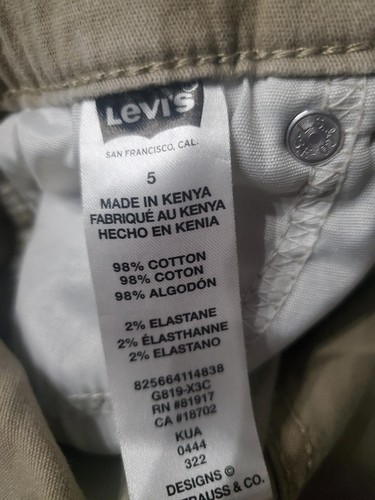 Levi's
SAN FRANCISCO, CAL.
5
MADE IN KENYA
FABRIQUÉ AU KENYA
HECHO EN KENIA
98% COTTON
98% COTON
98% ALGODÓN
2% ELASTANE
2% ÉLASTHANNE
2% ELASTANO
825664114838
G819-X3C
RN #81917
CA #18702
KUA
0444
322
DESIGNS ©
STRAUSS & CO.